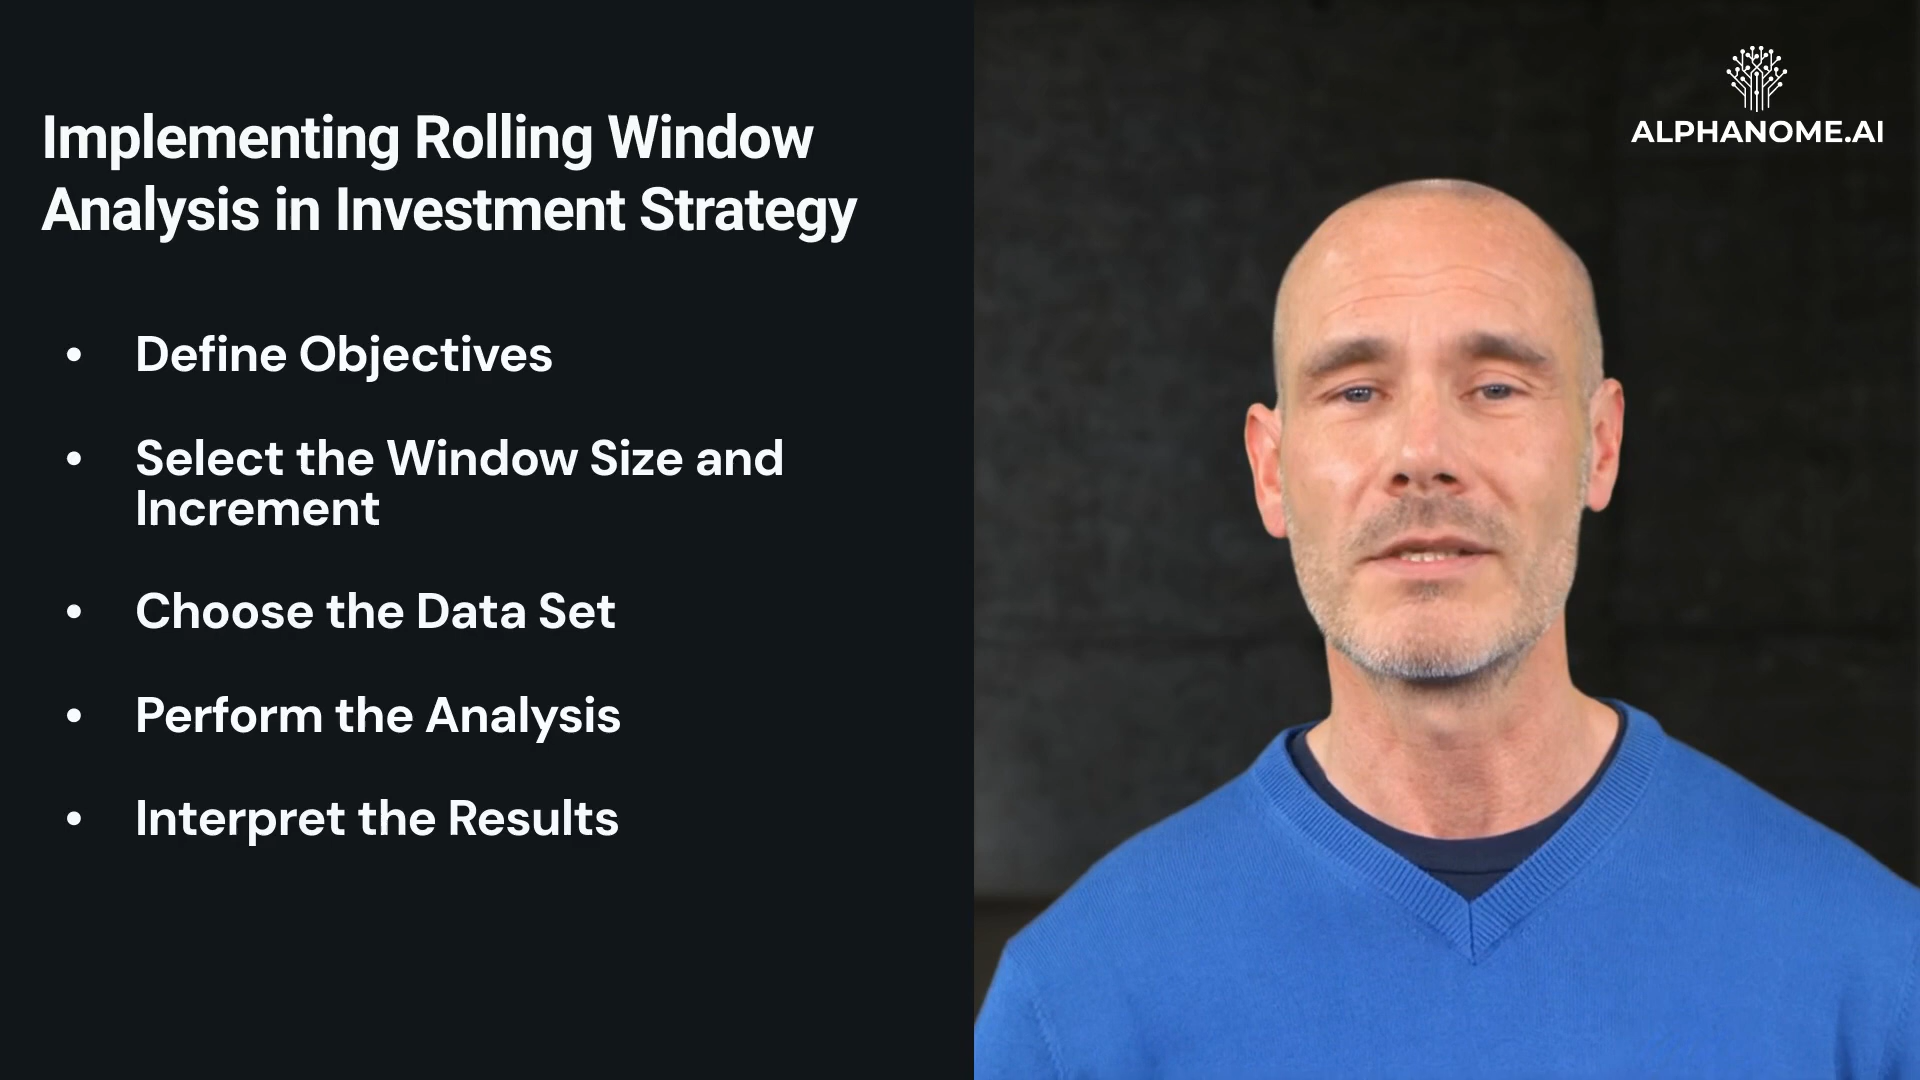 Implementing Rolling Window
Analysis in Investment Strategy
• Define Objectives
• Select the Window Size and
Increment
• Choose the Data Set
• Perform the Analysis
• Interpret the Results
ALPHANOME.AI